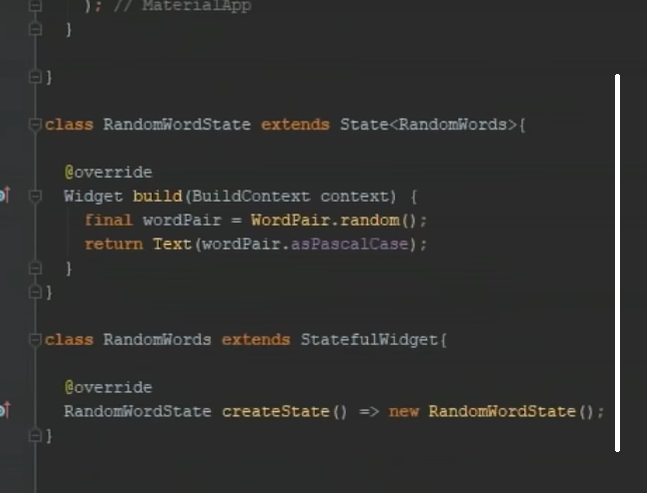 ); // MaterialApp
}
}
class RandomWordState extends State<RandomWords>{
@override
Widget build(BuildContext context) {
final wordPair = WordPair.random();
return Text(wordPair.asPascalCase);
}
}
class RandomWords extends StatefulWidget{
@override
RandomWordState createState() => new RandomWordState();
}